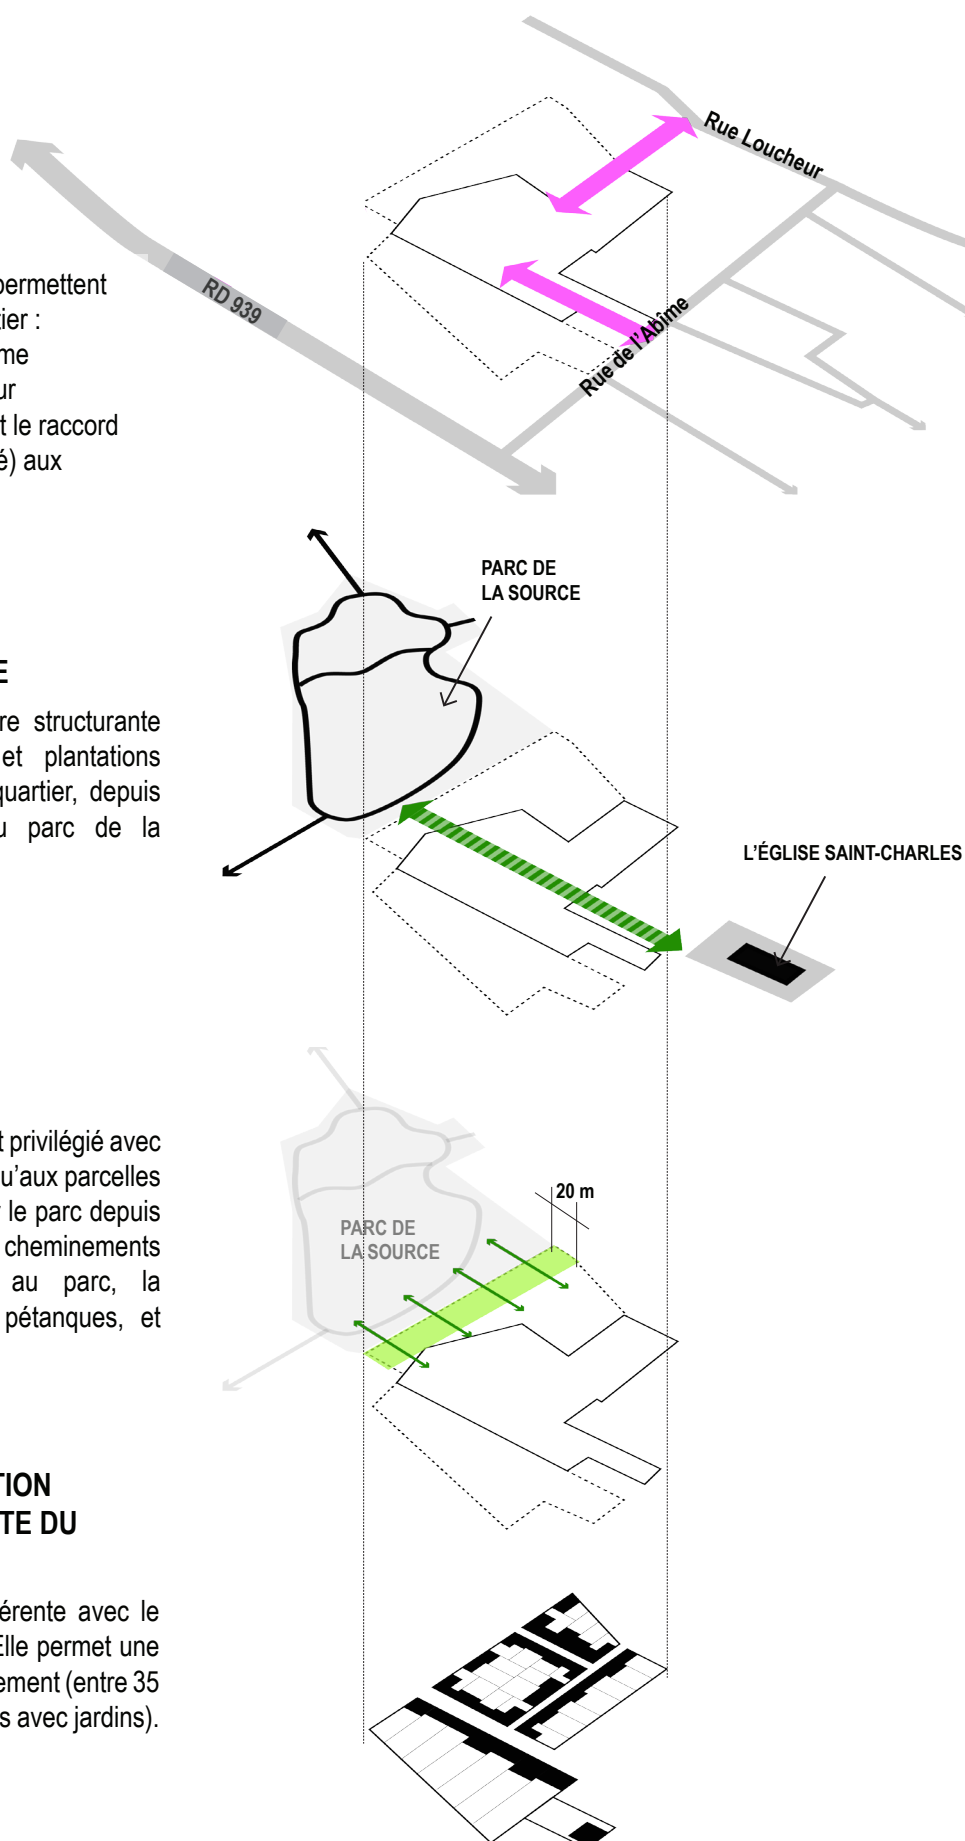 Rue Loucheur
RD 939
Rue de l'Abîme
permettent
tier :
me
ur
t le raccord
é) aux
PARC DE
LA SOURCE
E
re structurante
et plantations
quartier, depuis
u parc de la
L'ÉGLISE SAINT-CHARLES
t privilégié avec
qu'aux parcelles
r le parc depuis
cheminements
au parc, la
pétanques, et
20 m
PARC DE
LA SOURCE
TION
TE DU
érente avec le
Elle permet une
ement (entre 35
s avec jardins).